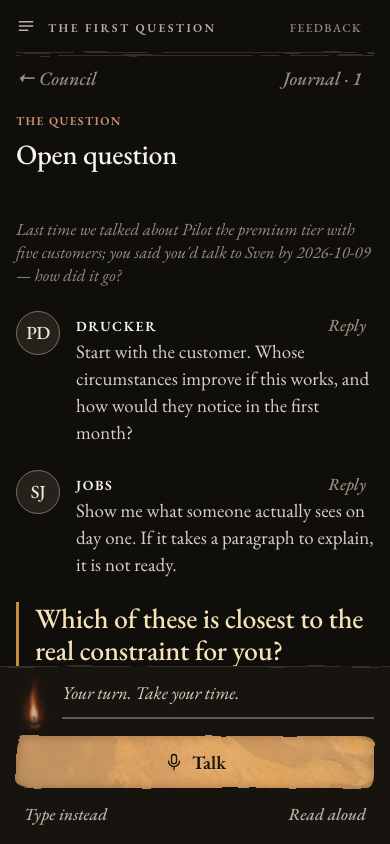 THE FIRST QUESTION
FEEDBACK
← Council
Journal · 1
THE QUESTION
Open question
Last time we talked about Pilot the premium tier with
five customers; you said you'd talk to Sven by 2026-10-09
— how did it go?
PD
DRUCKER
Reply
Start with the customer. Whose
circumstances improve if this works, and
how would they notice in the first
month?
SJ
JOBS
Reply
Show me what someone actually sees on
day one. If it takes a paragraph to explain,
it is not ready.
Which of these is closest to the
real constraint for you?
Your turn. Take your time.
Talk
Type instead
Read aloud